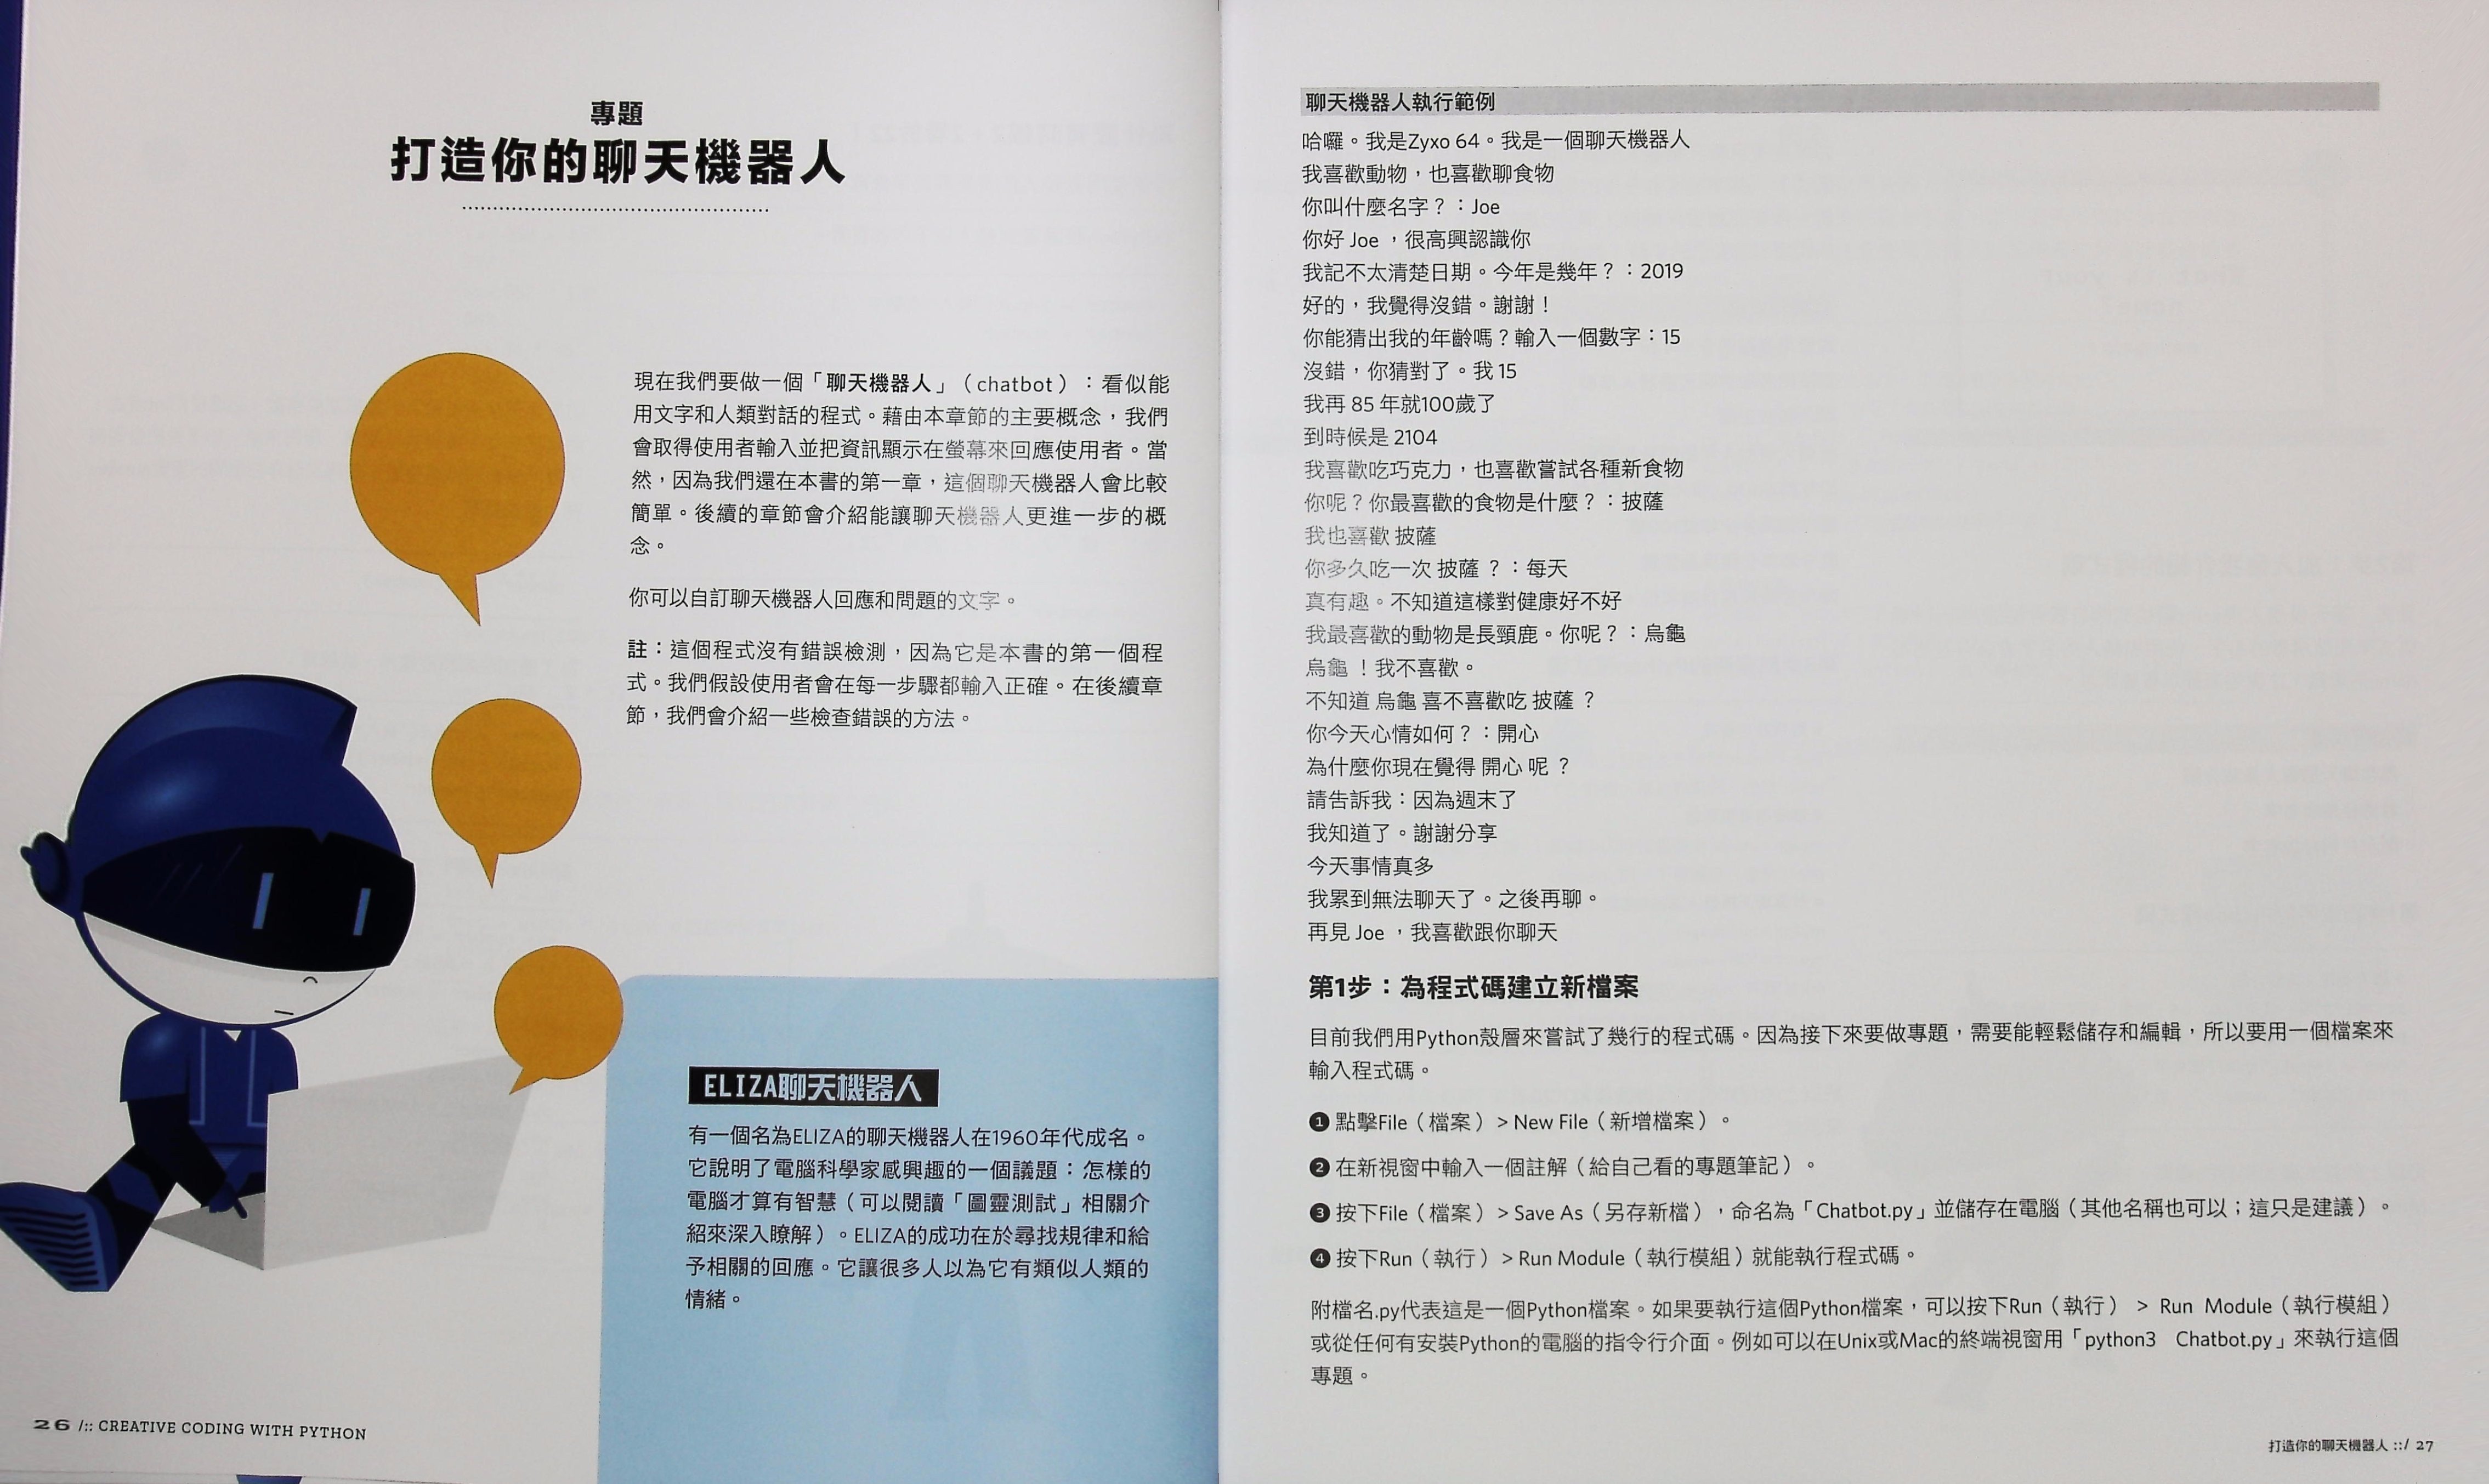 專題
打造你的聊天機器人
現在我們要做一個「聊天機器人」（chatbot）：看似能
用文字和人類對話的程式。藉由本章節的主要概念，我們
會取得使用者輸入並把資訊顯示在螢幕來回應使用者。當
然，因為我們還在本書的第一章，這個聊天機器人會比較
簡單。後續的章節會介紹能讓聊天機器人更進一步的概
念。
你可以自訂聊天機器人回應和問題的文字。
註：這個程式沒有錯誤檢測，因為它是本書的第一個程
式。我們假設使用者會在每一步驟都輸入正確。在後續章
節，我們會介紹一些檢查錯誤的方法。
ELIZA聊天機器人
有一個名為ELIZA的聊天機器人在1960年代成名。
它說明了電腦科學家感興趣的一個議題：怎樣的
電腦才算有智慧（可以閱讀「圖靈測試」相關介
紹來深入瞭解）。ELIZA的成功在於尋找規律和給
予相關的回應。它讓很多人以為它有類似人類的
情緒。
26 /:: CREATIVE CODING WITH PYTHON
聊天機器人執行範例
哈囉。我是Zyxo 64。我是一個聊天機器人
我喜歡動物，也喜歡聊食物
你叫什麼名字？：Joe
你好 Joe ，很高興認識你
我記不太清楚日期。今年是幾年？：2019
好的，我覺得沒錯。謝謝！
你能猜出我的年齡嗎？輸入一個數字：15
沒錯，你猜對了。我 15
我再 85 年就100歲了
到時候是 2104
我喜歡吃巧克力，也喜歡嘗試各種新食物
你呢？你最喜歡的食物是什麼？：披薩
我也喜歡 披薩
你多久吃一次 披薩 ？：每天
真有趣。不知道這樣對健康好不好
我最喜歡的動物是長頸鹿。你呢？：烏龜
烏龜 ！我不喜歡。
不知道 烏龜 喜不喜歡吃 披薩 ？
你今天心情如何？：開心
為什麼你現在覺得 開心 呢 ？
請告訴我：因為週末了
我知道了。謝謝分享
今天事情真多
我累到無法聊天了。之後再聊。
再見 Joe ，我喜歡跟你聊天
第1步：為程式碼建立新檔案
目前我們用Python殼層來嘗試了幾行的程式碼。因為接下來要做專題，需要能輕鬆儲存和編輯，所以要用一個檔案來
輸入程式碼。
❶ 點擊File（檔案）> New File（新增檔案）。
❷ 在新視窗中輸入一個註解（給自己看的專題筆記）。
❸ 按下File（檔案）> Save As（另存新檔），命名為「Chatbot.py」並儲存在電腦（其他名稱也可以；這只是建議）。
❹ 按下Run（執行）> Run Module（執行模組）就能執行程式碼。
附檔名.py代表這是一個Python檔案。如果要執行這個Python檔案，可以按下Run（執行） > Run Module（執行模組）
或從任何有安裝Python的電腦的指令行介面。例如可以在Unix或Mac的終端視窗用「python3 Chatbot.py」來執行這個
專題。
打造你的聊天機器人 ::/ 27